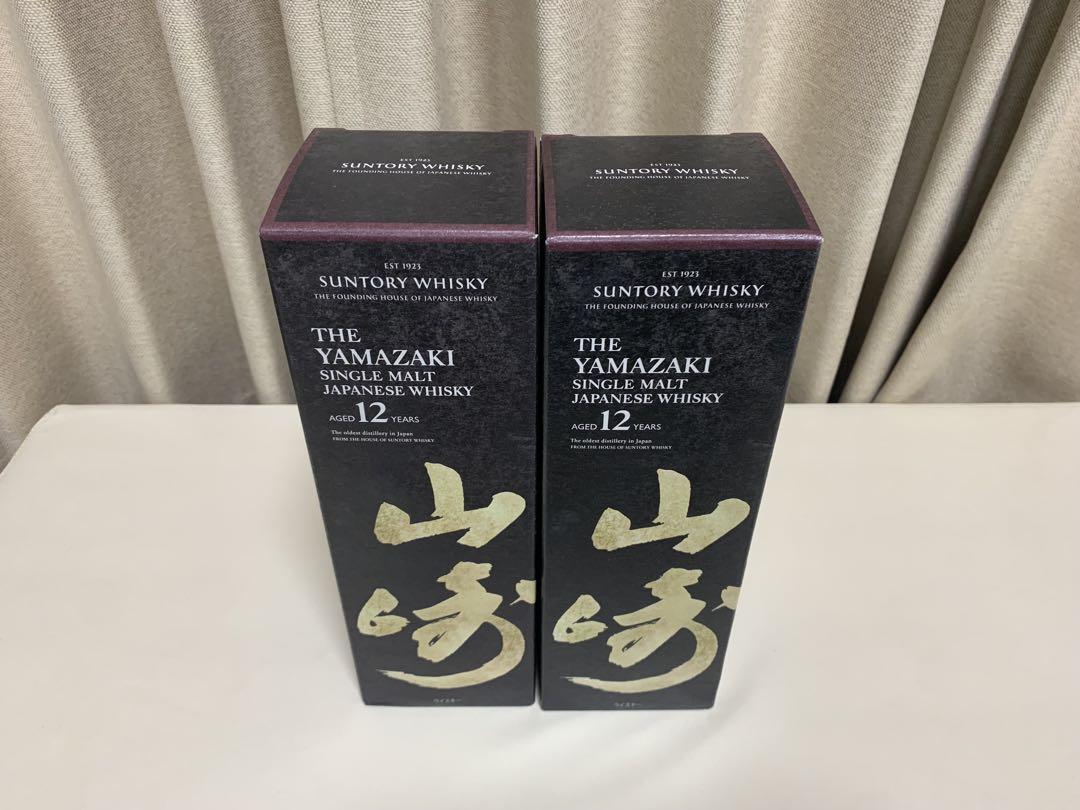 EST 1923
SUNTORY WHISKY
THE FOUNDING HOUSE OF JAPANESE WHISKY
EST 1923
SUNTORY WHISKY
THE FOUNDING HOUSE OF JAPANESE WHISKY
THE
YAMAZAKI
SINGLE MALT
JAPANESE WHISKY
AGED 12 YEARS
The oldest distillery in Japan
FROM THE HOUSE OF SUNTORY WHISKY
山
崎
ウイスキー
EST 1923
SUNTORY WHISKY
THE FOUNDING HOUSE OF JAPANESE WHISKY
EST 1923
SUNTORY WHISKY
THE FOUNDING HOUSE OF JAPANESE WHISKY
THE
YAMAZAKI
SINGLE MALT
JAPANESE WHISKY
AGED 12 YEARS
The oldest distillery in Japan
FROM THE HOUSE OF SUNTORY WHISKY
山
崎
ウイスキー